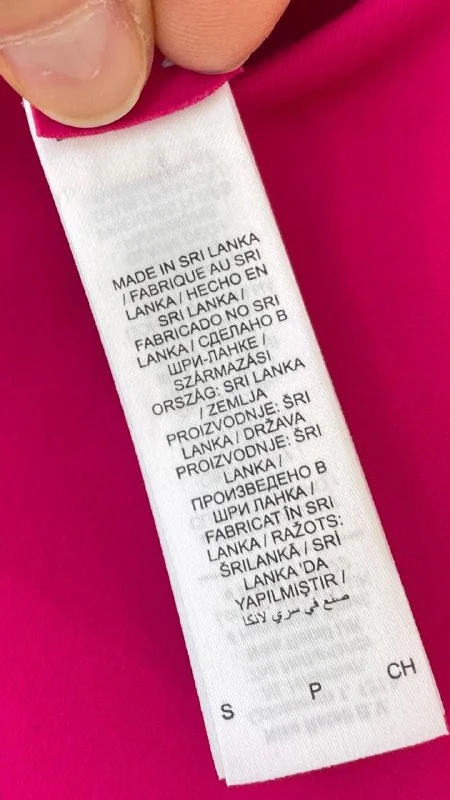 MADE IN SRI LANKA
/ FABRIQUE AU SRI
LANKA / HECHO EN
SRI LANKA /
FABRICADO NO SRI
LANKA / СДЕЛАНО В
ШРИ-ЛАНКЕ /
SZÁRMAZÁSI
ORSZÁG: SRI LANKA
/ ZEMLJA
PROIZVODNJE: ŠRI
LANKA / DRŽAVA
PROIZVODNJE: ŠRI
LANKA /
ПРОИЗВЕДЕНО В
ШРИ ЛАНКА /
FABRICAT ÎN SRI
LANKA / RAŽOTS:
ŠRILANKĀ / SRİ
LANKA 'DA
YAPILMIŞTIR /
صنع في سري لانكا
S P CH